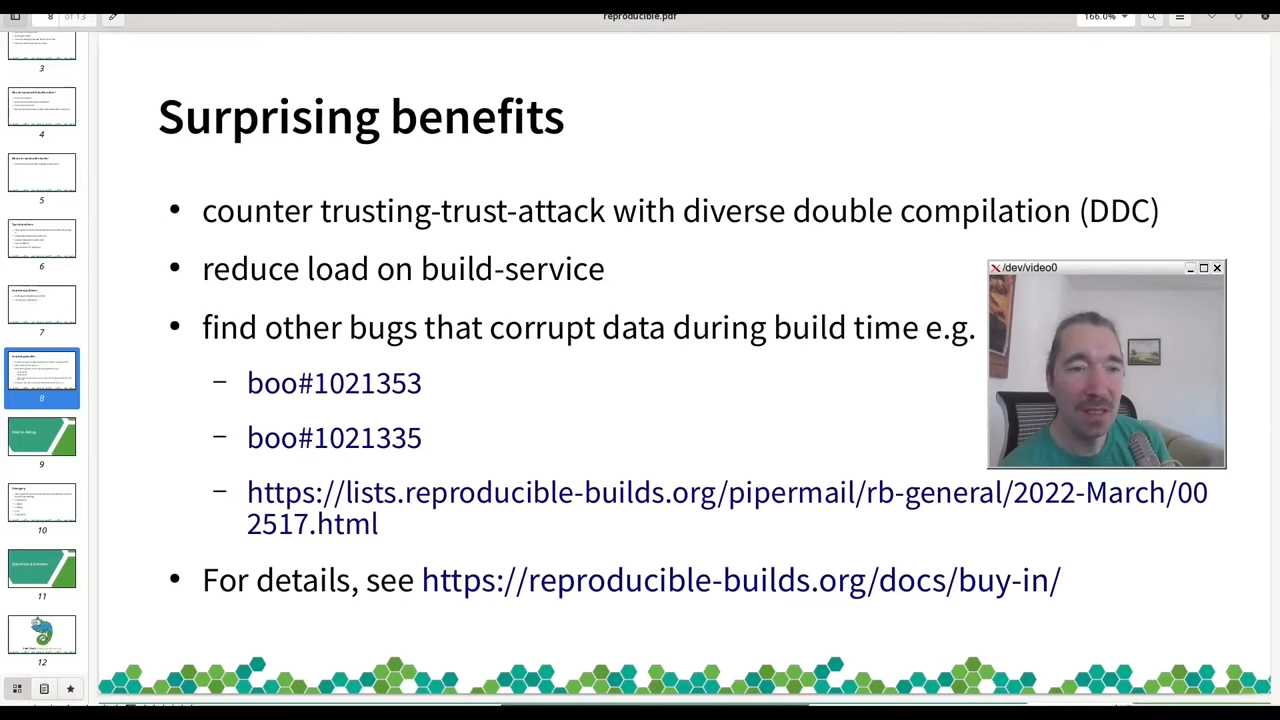 8 of 13
reproducible.pdf
166.0%
Surprising benefits
• counter trusting-trust-attack with diverse double compilation (DDC)
• reduce load on build-service
• find other bugs that corrupt data during build time e.g.
– boo#1021353
– boo#1021335
– https://lists.reproducible-builds.org/pipermail/rb-general/2022-March/00
2517.html
• For details, see https://reproducible-builds.org/docs/buy-in/
/dev/video0
3
4
5
6
7
8
9
10
11
12